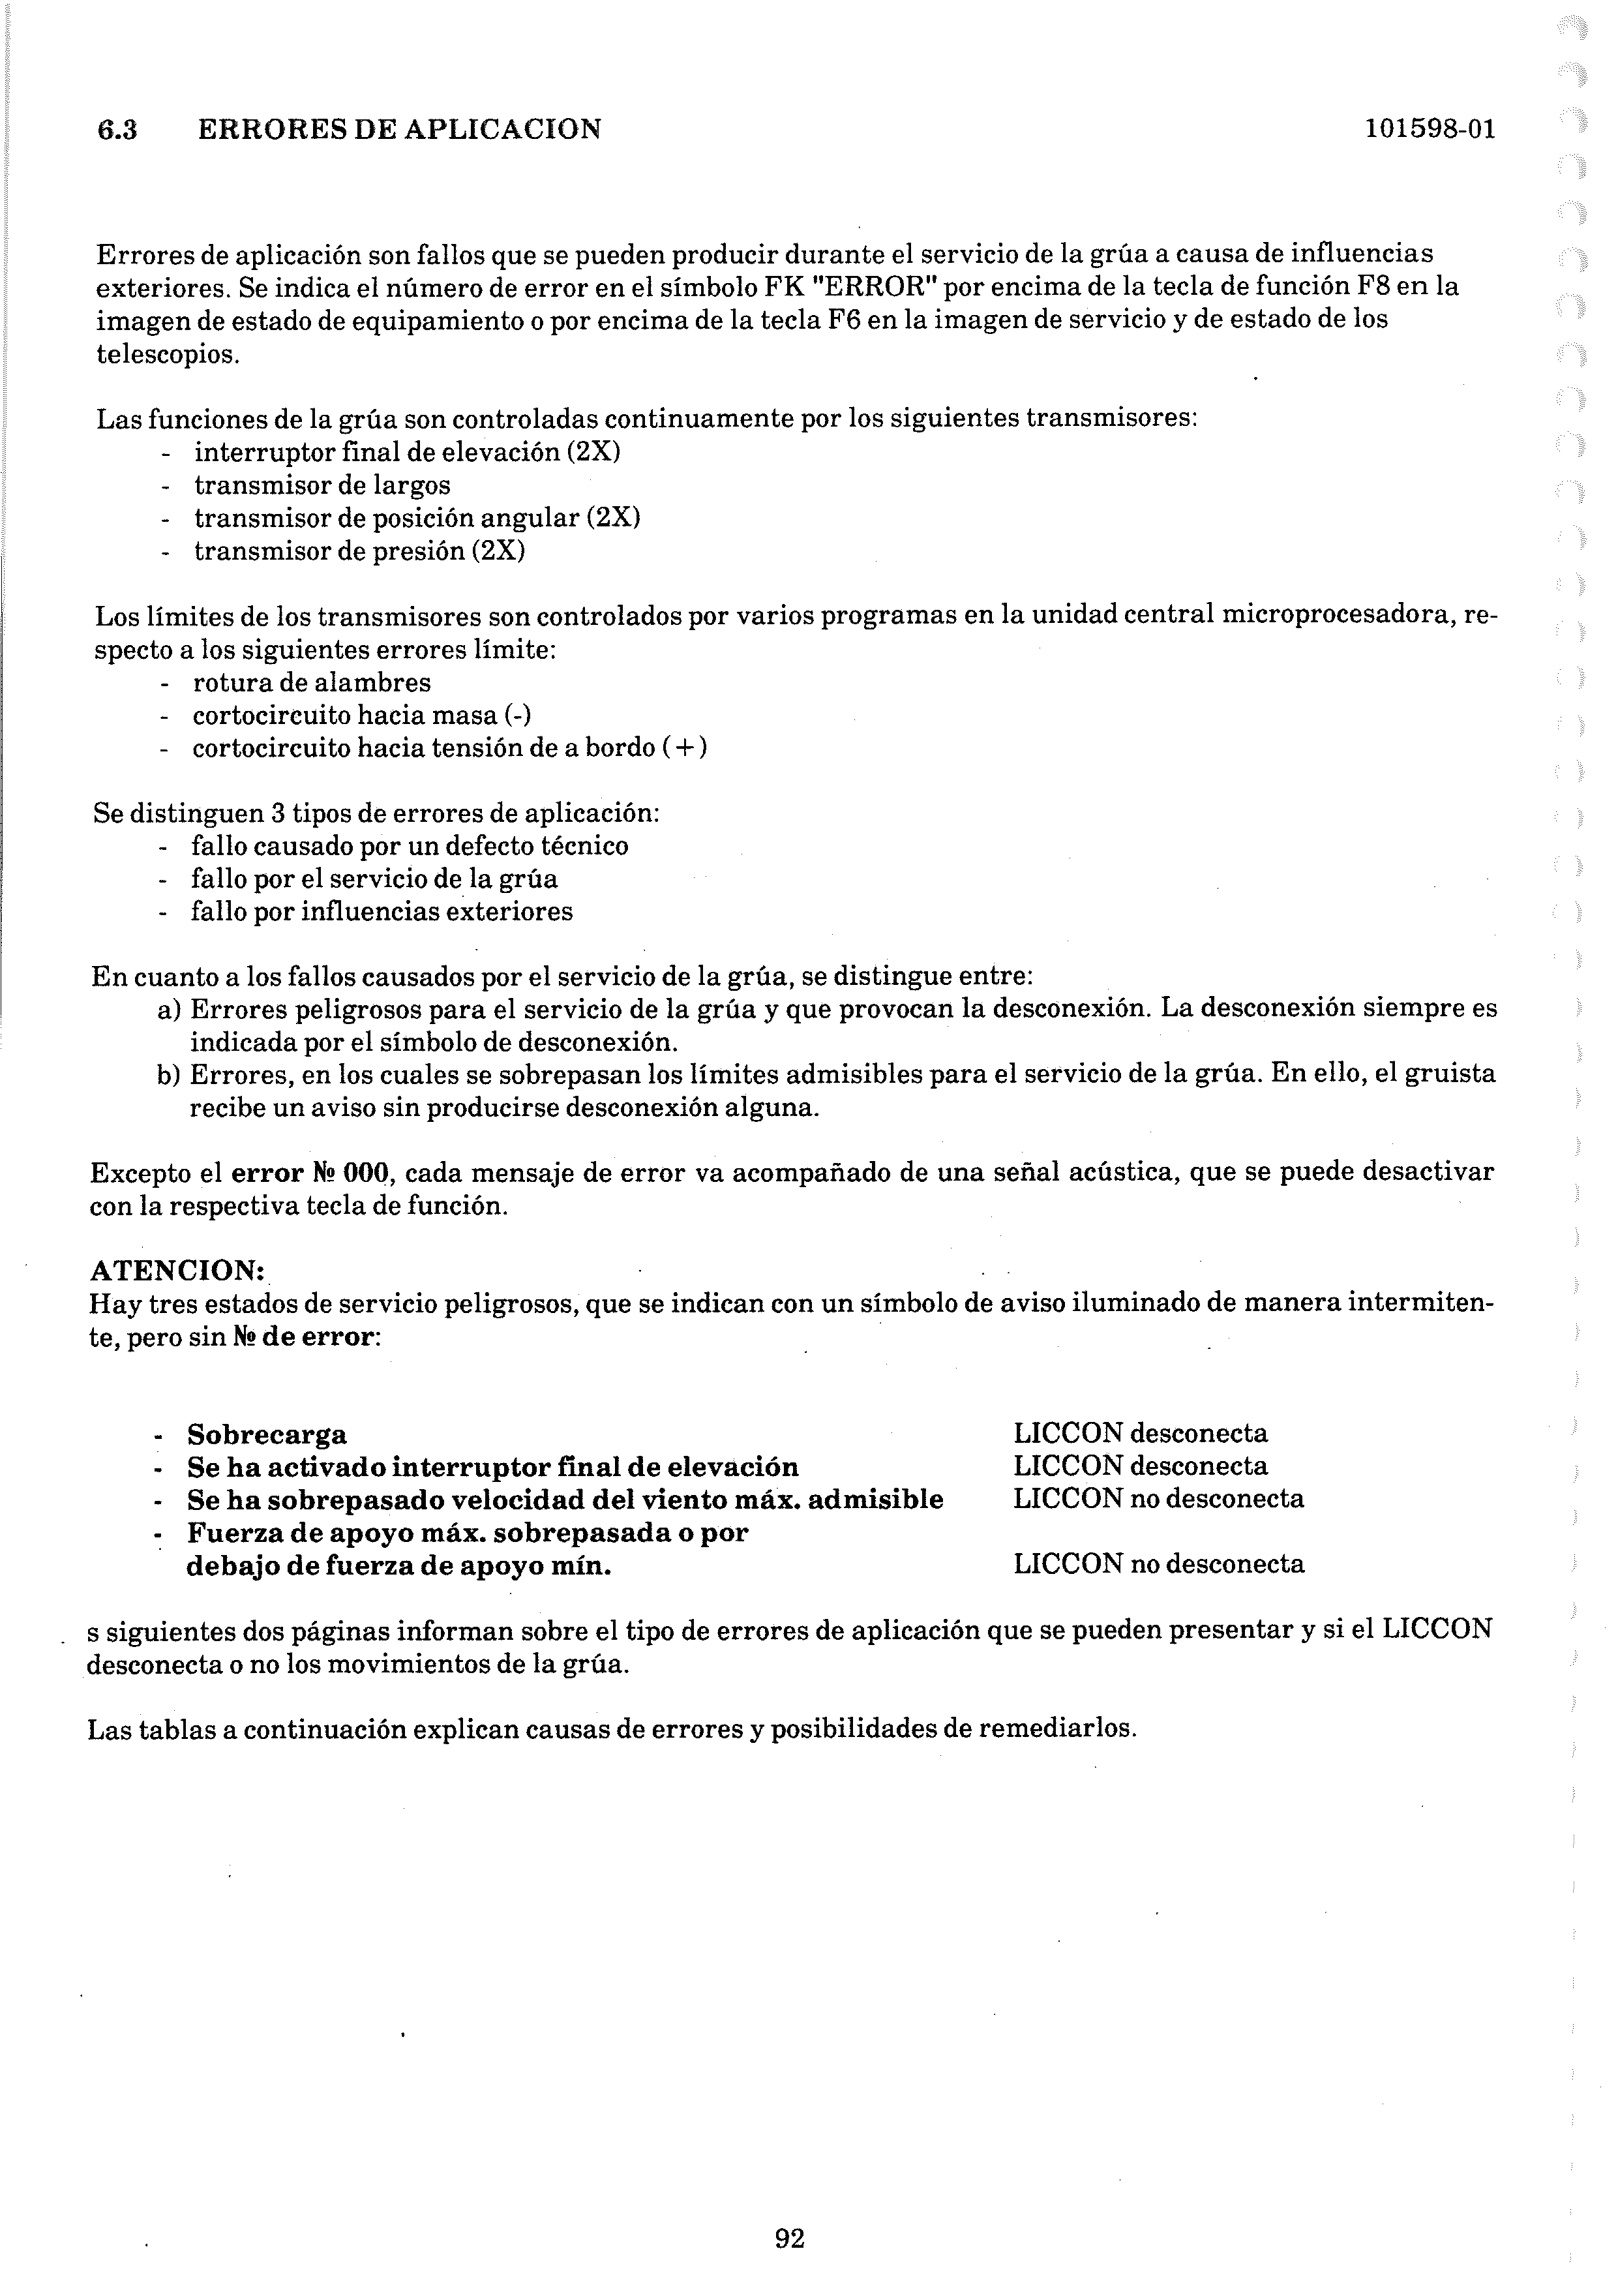 6.3 ERRORES DE APLICACION 101598-01
Errores de aplicación son fallos que se pueden producir durante el servicio de la grúa a causa de influencias
exteriores. Se indica el número de error en el símbolo FK "ERROR" por encima de la tecla de función F8 en la
imagen de estado de equipamiento o por encima de la tecla F6 en la imagen de servicio y de estado de los
telescopios.
Las funciones de la grúa son controladas continuamente por los siguientes transmisores:
- interruptor final de elevación (2X)
- transmisor de largos
- transmisor de posición angular (2X)
- transmisor de presión (2X)
Los límites de los transmisores son controlados por varios programas en la unidad central microprocesadora, re-
specto a los siguientes errores límite:
- rotura de alambres
- cortocircuito hacia masa (-)
- cortocircuito hacia tensión de a bordo (+)
Se distinguen 3 tipos de errores de aplicación:
- fallo causado por un defecto técnico
- fallo por el servicio de la grúa
- fallo por influencias exteriores
En cuanto a los fallos causados por el servicio de la grúa, se distingue entre:
a) Errores peligrosos para el servicio de la grúa y que provocan la desconexión. La desconexión siempre es
indicada por el símbolo de desconexión.
b) Errores, en los cuales se sobrepasan los límites admisibles para el servicio de la grúa. En ello, el gruista
recibe un aviso sin producirse desconexión alguna.
Excepto el error № 000, cada mensaje de error va acompañado de una señal acústica, que se puede desactivar
con la respectiva tecla de función.
ATENCION:
Hay tres estados de servicio peligrosos, que se indican con un símbolo de aviso iluminado de manera intermiten-
te, pero sin № de error:
- Sobrecarga LICCON desconecta
- Se ha activado interruptor final de elevación LICCON desconecta
- Se ha sobrepasado velocidad del viento máx. admisible LICCON no desconecta
- Fuerza de apoyo máx. sobrepasada o por
debajo de fuerza de apoyo mín. LICCON no desconecta
s siguientes dos páginas informan sobre el tipo de errores de aplicación que se pueden presentar y si el LICCON
desconecta o no los movimientos de la grúa.
Las tablas a continuación explican causas de errores y posibilidades de remediarlos.
92